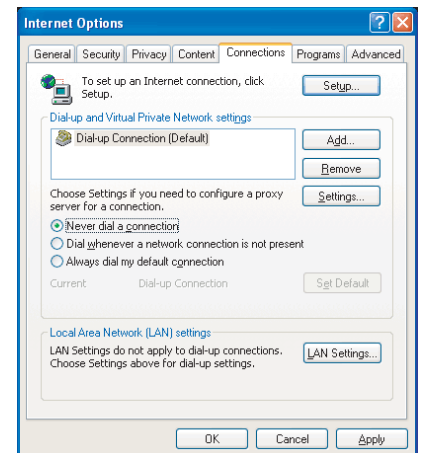 Internet Options
General Security Privacy Content Connections Programs Advanced
To set up an Internet connection, click
Setup.
Setup...
Dial-up and Virtual Private Network settings
Dial-up Connection (Default)
Add...
Remove
Choose Settings if you need to configure a proxy
server for a connection.
Settings...
Never dial a connection
Dial whenever a network connection is not present
Always dial my default connection
Current Dial-up Connection
Set Default
Local Area Network (LAN) settings
LAN Settings do not apply to dial-up connections.
Choose Settings above for dial-up settings.
LAN Settings...
OK Cancel Apply